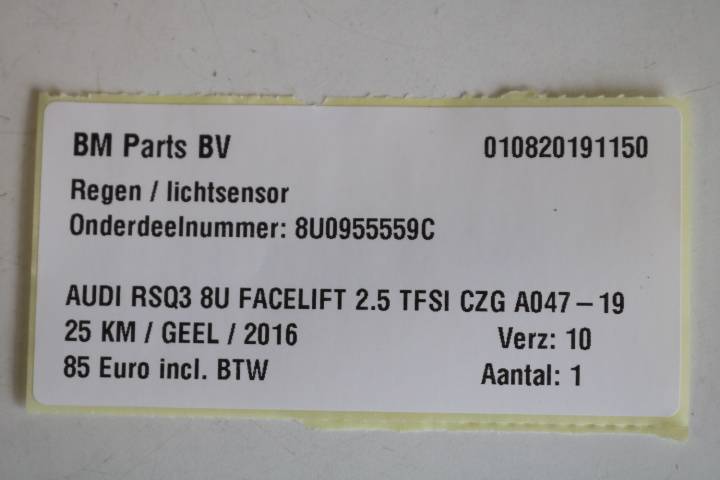 BM Parts BV 010820191150
Regen / lichtsensor
Onderdeelnummer: 8U0955559C
AUDI RSQ3 8U FACELIFT 2.5 TFSI CZG A047-19
25 KM / GEEL / 2016 Verz: 10
85 Euro incl. BTW Aantal: 1